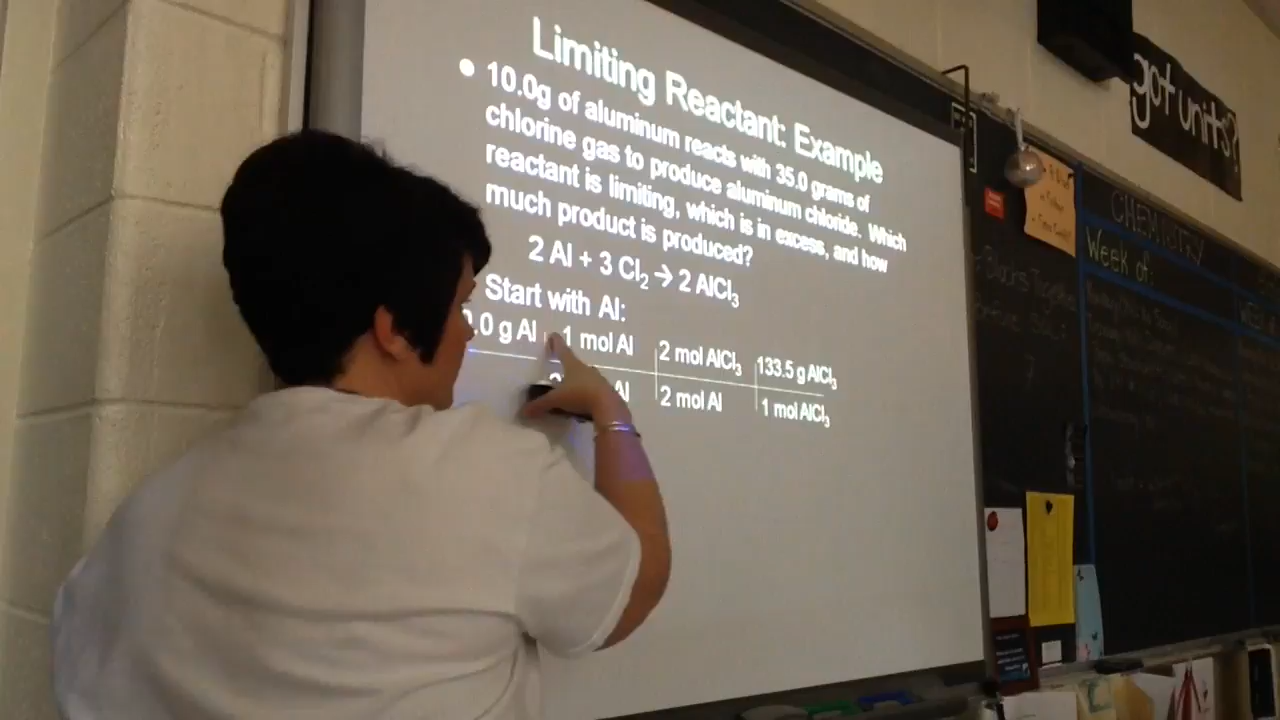 Limiting Reactant: Example
• 10.0g of aluminum reacts with 35.0 grams of
chlorine gas to produce aluminum chloride. Which
reactant is limiting, which is in excess, and how
much product is produced?
2 Al + 3 Cl₂ → 2 AlCl₃
Start with Al:
.0 g Al 1 mol Al 2 mol AlCl₃ 133.5 g AlCl₃
Al 2 mol Al 1 mol AlCl₃
got units?
CHEMISTRY
Week of: